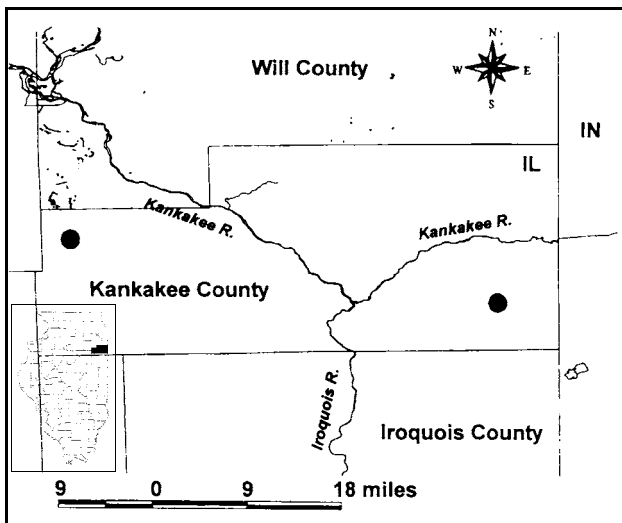 N
W E
S
Will County
IN
IL
Kankakee R.
Kankakee R.
Kankakee County
Iroquois R.
Iroquois County
9 0 9 18 miles